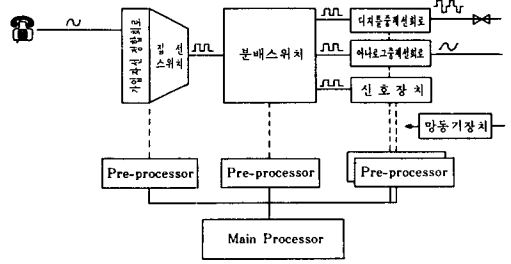 가입자선 정합회로
집 선
스위치
분배스위치
디지틀중계선회로
아나로그중계선회로
신호장치
망동기장치
Pre-processor
Pre-processor
Pre-processor
Main Processor